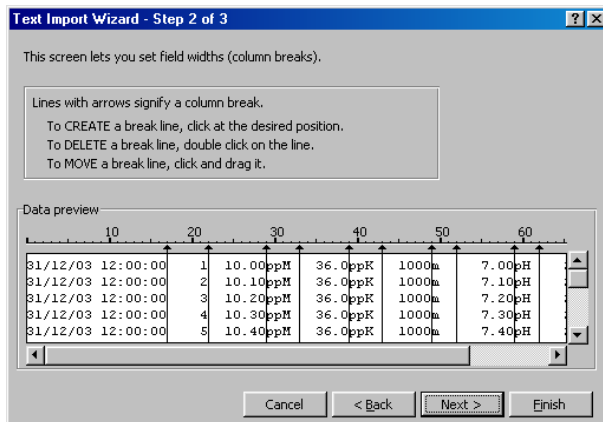 Text Import Wizard - Step 2 of 3
This screen lets you set field widths (column breaks).
Lines with arrows signify a column break.
To CREATE a break line, click at the desired position.
To DELETE a break line, double click on the line.
To MOVE a break line, click and drag it.
Data preview
10 20 30 40 50 60
31/12/03 12:00:00 1 10.00ppM 36.0ppK 1000m 7.00pH
31/12/03 12:00:00 2 10.10ppM 36.0ppK 1000m 7.10pH
31/12/03 12:00:00 3 10.20ppM 36.0ppK 1000m 7.20pH
31/12/03 12:00:00 4 10.30ppM 36.0ppK 1000m 7.30pH
31/12/03 12:00:00 5 10.40ppM 36.0ppK 1000m 7.40pH
Cancel < Back Next > Finish